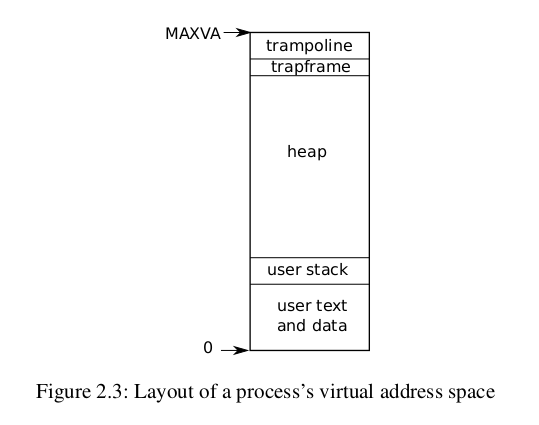 MAXVA
trampoline
trapframe
heap
user stack
user text
and data
0
Figure 2.3: Layout of a process’s virtual address space